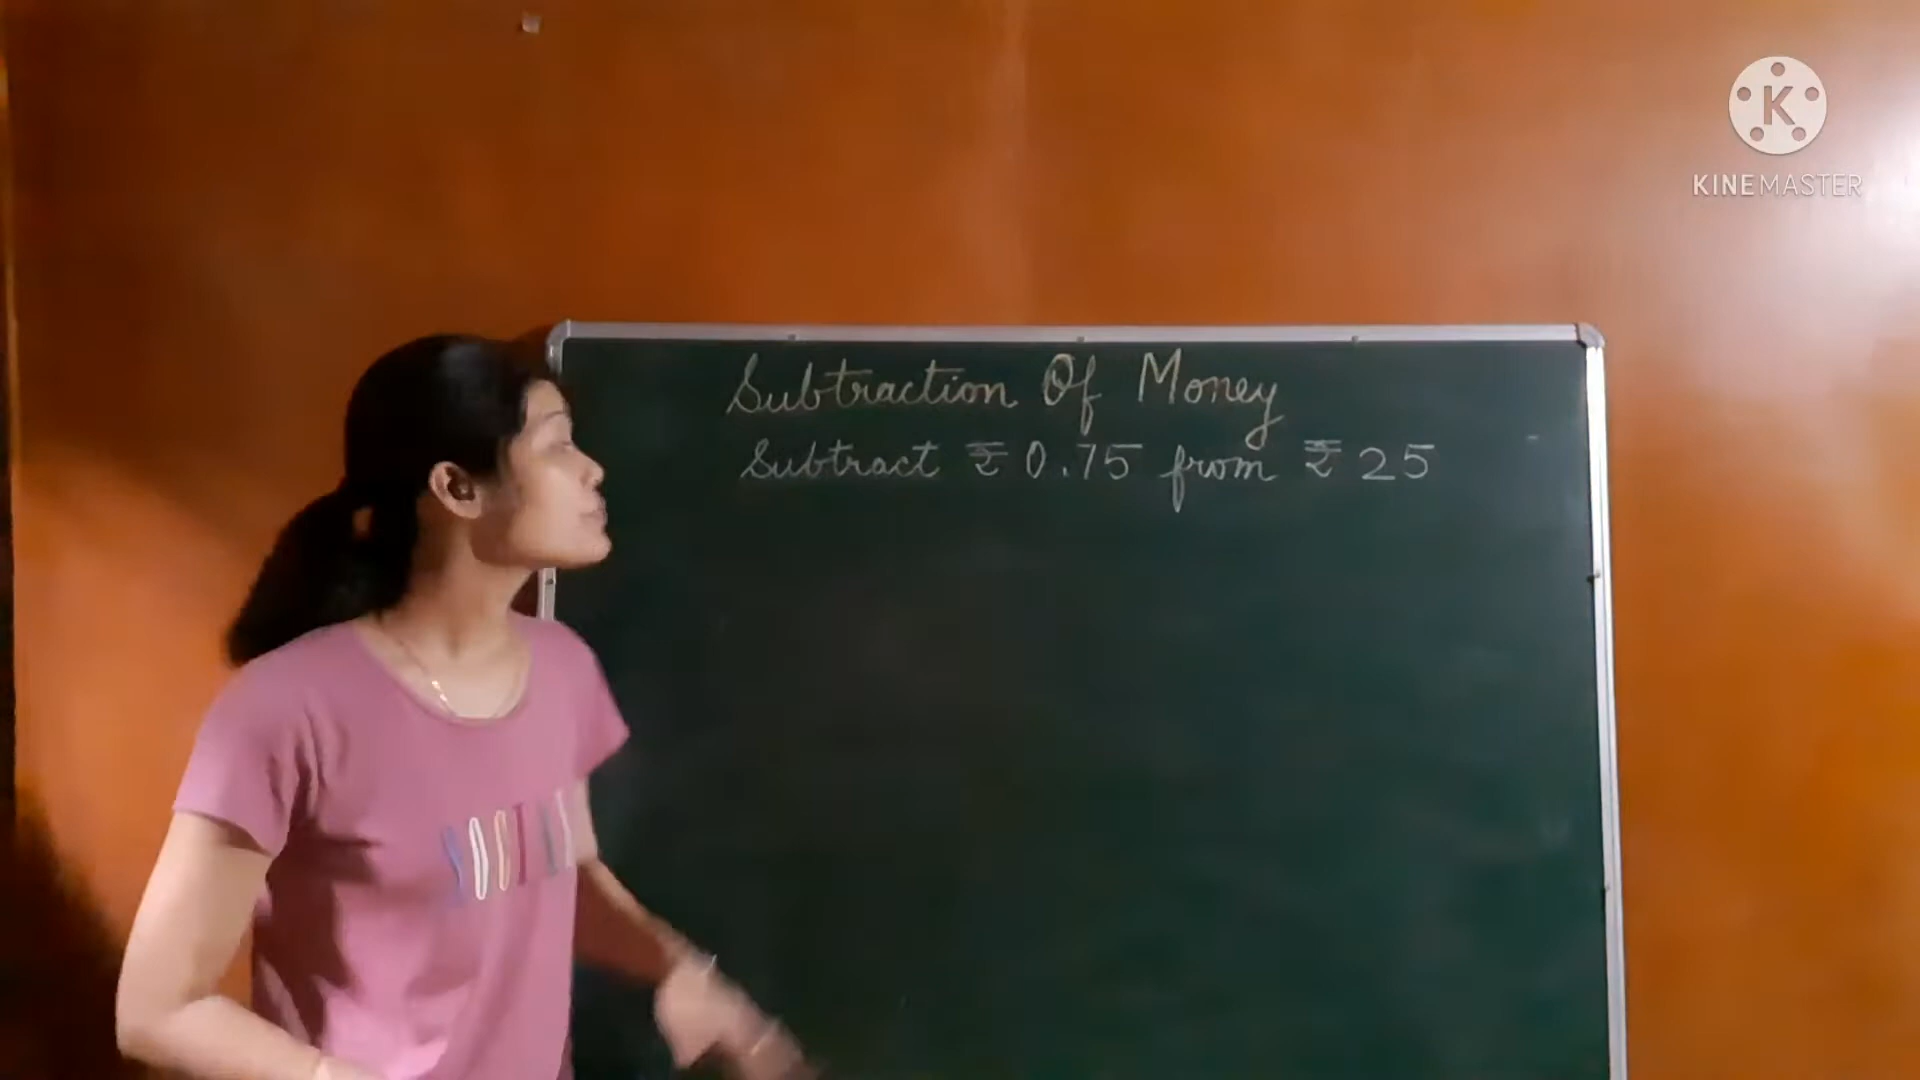 K
KINEMASTER
Subtraction Of Money
Subtract ₹ 0.75 from ₹ 25